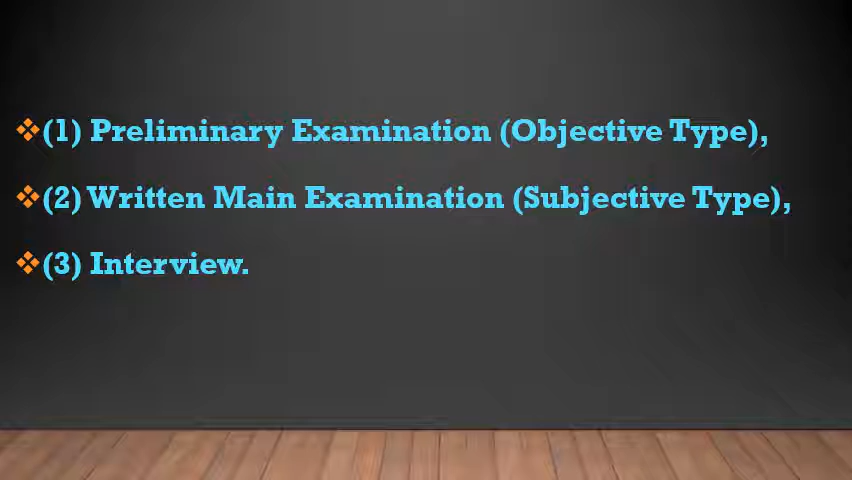 (1) Preliminary Examination (Objective Type),
(2) Written Main Examination (Subjective Type),
(3) Interview.